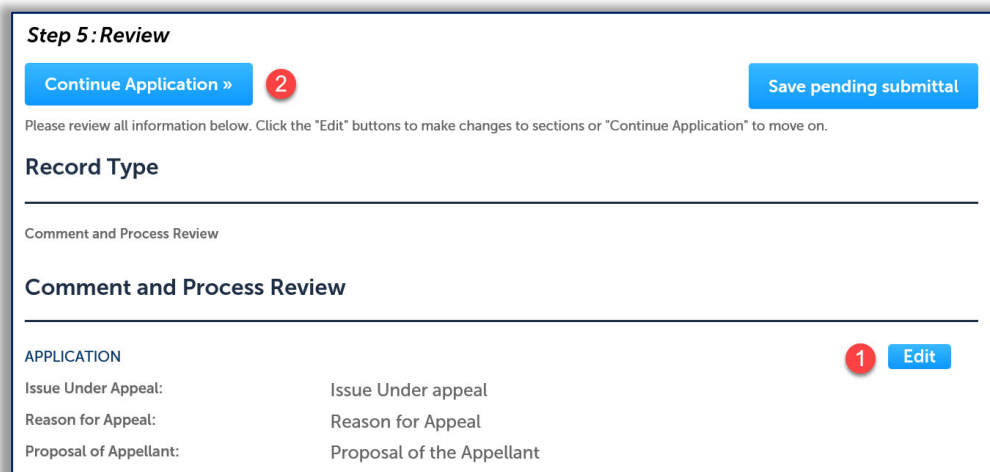 Step 5: Review
Continue Application » 2 Save pending submittal
Please review all information below. Click the "Edit" buttons to make changes to sections or "Continue Application" to move on.
Record Type
Comment and Process Review
Comment and Process Review
APPLICATION 1 Edit
Issue Under Appeal: Issue Under appeal
Reason for Appeal: Reason for Appeal
Proposal of Appellant: Proposal of the Appellant